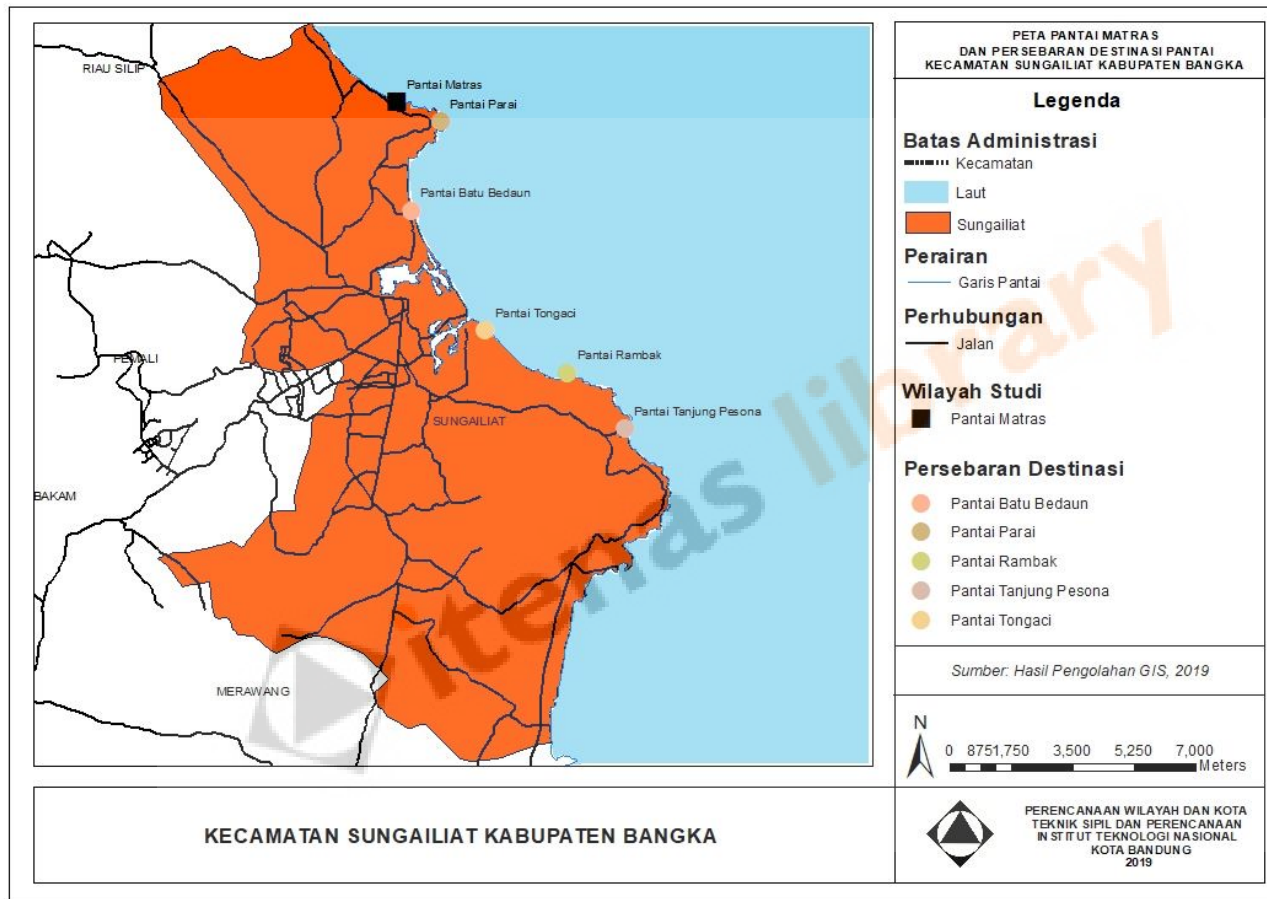 RIAU SILIP
Pantai Matras
Pantai Parai
Pantai Batu Bedaun
Pantai Tongaci
PEMALI
Pantai Rambak
Pantai Tanjung Pesona
SUNGAILIAT
BAKAM
MERAWANG
itenas library
KECAMATAN SUNGAILIAT KABUPATEN BANGKA
PETA PANTAI MATRAS
DAN PERSEBARAN DESTINASI PANTAI
KECAMATAN SUNGAILIAT KABUPATEN BANGKA
Legenda
Batas Administrasi
Kecamatan
Laut
Sungailiat
Perairan
Garis Pantai
Perhubungan
Jalan
Wilayah Studi
Pantai Matras
Persebaran Destinasi
Pantai Batu Bedaun
Pantai Parai
Pantai Rambak
Pantai Tanjung Pesona
Pantai Tongaci
Sumber: Hasil Pengolahan GIS, 2019
N
0 8751,750 3,500 5,250 7,000
Meters
PERENCANAAN WILAYAH DAN KOTA
TEKNIK SIPIL DAN PERENCANAAN
INSTITUT TEKNOLOGI NASIONAL
KOTA BANDUNG
2019